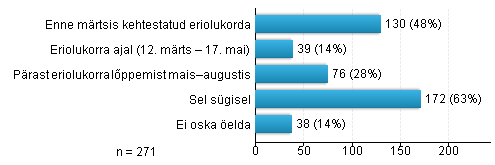 Enne märtsis kehtestatud eriolukorda 130 (48%)
Eriolukorra ajal (12. märts – 17. mai) 39 (14%)
Pärast eriolukorra lõppemist mais–augustis 76 (28%)
Sel sügisel 172 (63%)
Ei oska öelda 38 (14%)
n = 271
0 50 100 150 200